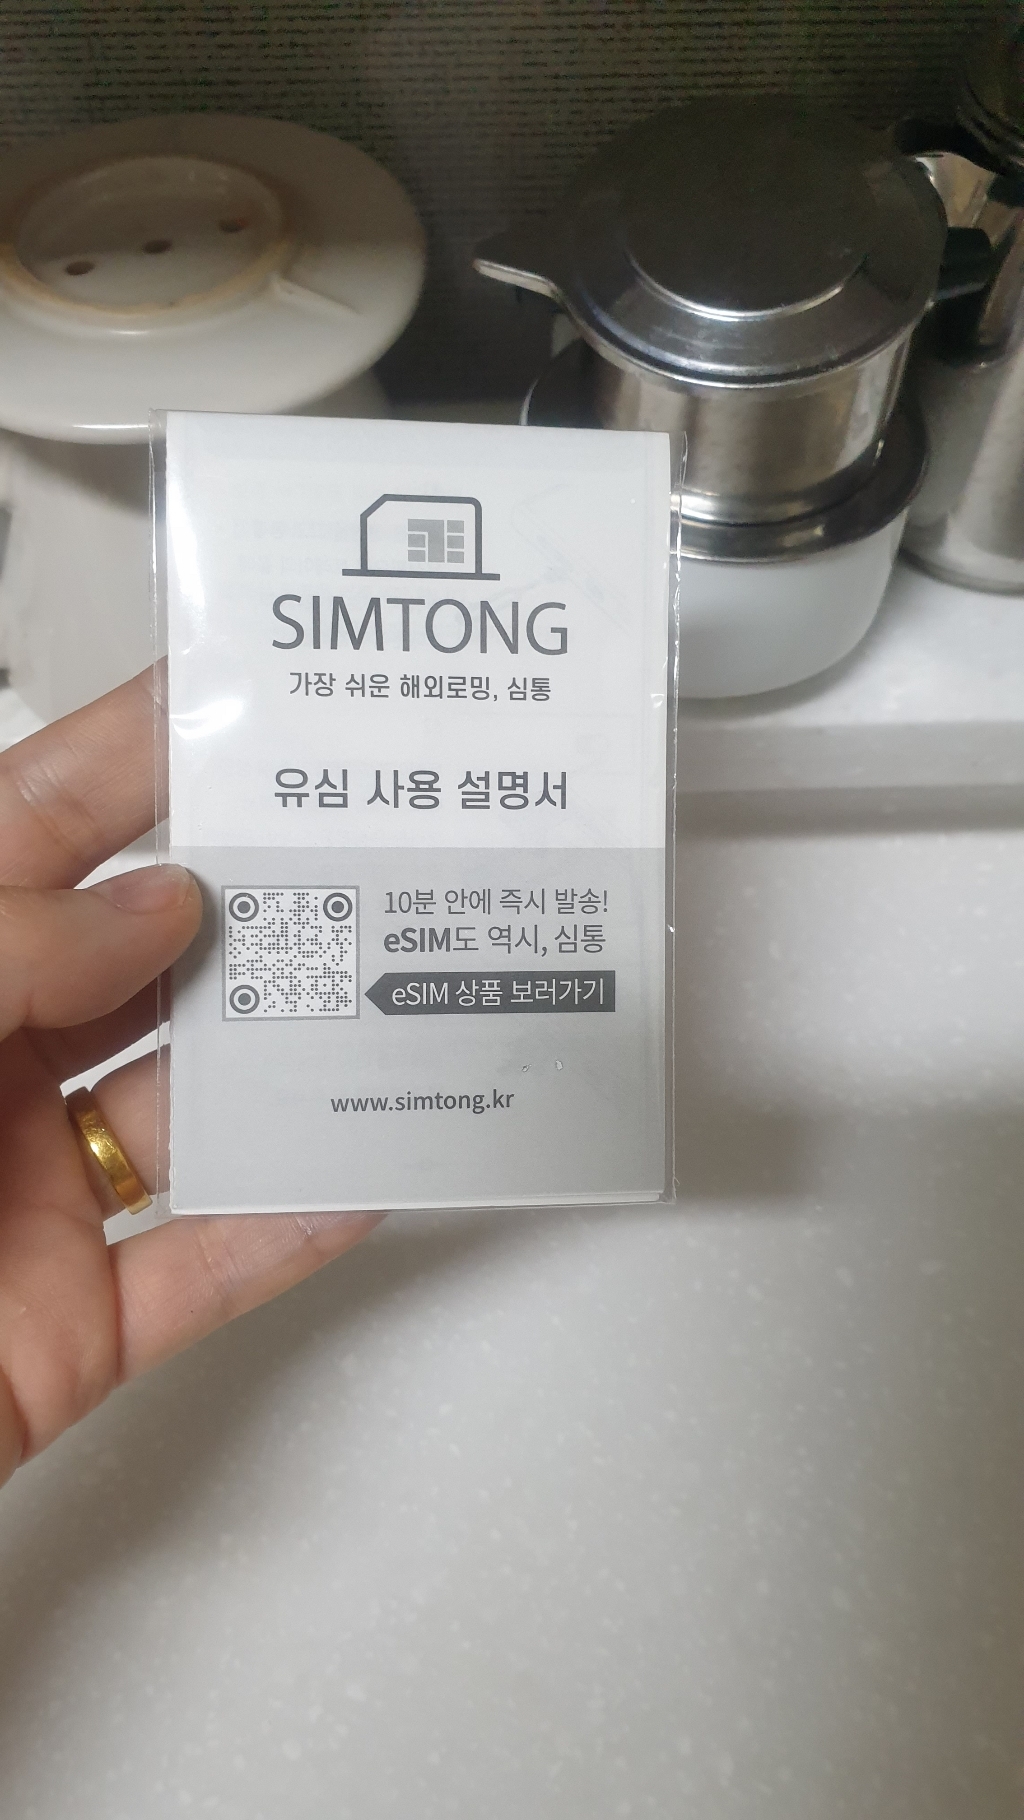 SIMTONG
가장 쉬운 해외로밍, 심통
유심 사용 설명서
10분 안에 즉시 발송!
eSIM도 역시, 심통
eSIM 상품 보러가기
www.simtong.kr